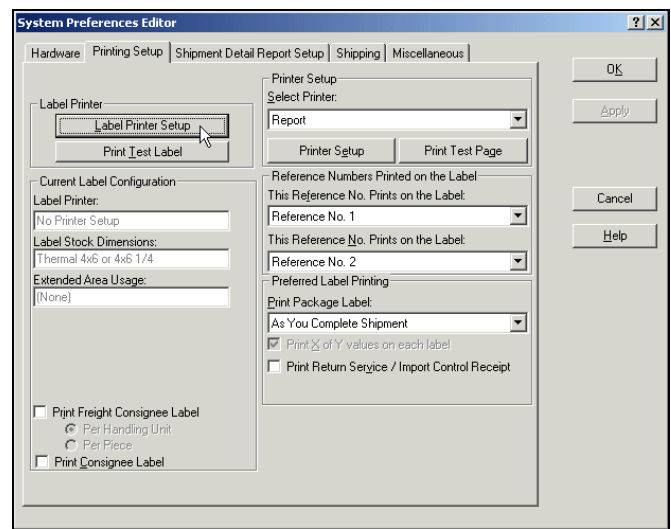 System Preferences Editor
Hardware
Printing Setup
Shipment Detail Report Setup
Shipping
Miscellaneous
Label Printer
Label Printer Setup
Print Test Label
Current Label Configuration
Label Printer:
No Printer Setup
Label Stock Dimensions:
Thermal 4x6 or 4x6 1/4
Extended Area Usage:
(None)
Print Freight Consignee Label
Per Handling Unit
Per Piece
Print Consignee Label
Printer Setup
Select Printer:
Report
Printer Setup
Print Test Page
Reference Numbers Printed on the Label
This Reference No. Prints on the Label:
Reference No. 1
This Reference No. Prints on the Label:
Reference No. 2
Preferred Label Printing
Print Package Label:
As You Complete Shipment
Print X of Y values on each label
Print Return Service / Import Control Receipt
OK
Apply
Cancel
Help